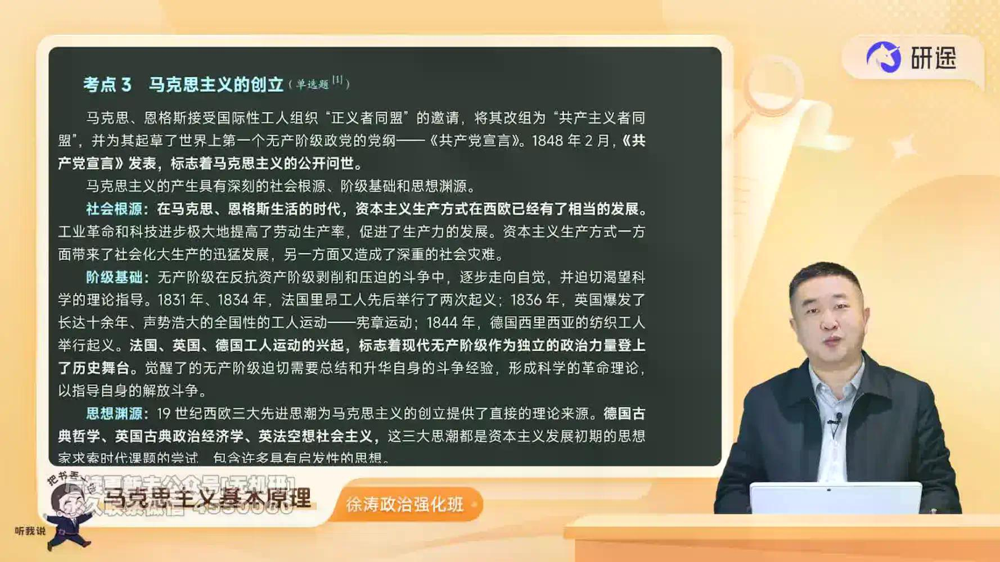 研途
考点 3 马克思主义的创立（单选题[1]）
马克思、恩格斯接受国际性工人组织“正义者同盟”的邀请，将其改组为“共产主义者同
盟”，并为其起草了世界上第一个无产阶级政党的党纲——《共产党宣言》。1848 年 2 月，《共
产党宣言》发表，标志着马克思主义的公开问世。
马克思主义的产生具有深刻的社会根源、阶级基础和思想渊源。
社会根源：在马克思、恩格斯生活的时代，资本主义生产方式在西欧已经有了相当的发展。
工业革命和科技进步极大地提高了劳动生产率，促进了生产力的发展。资本主义生产方式一方
面带来了社会化大生产的迅猛发展，另一方面又造成了深重的社会灾难。
阶级基础：无产阶级在反抗资产阶级剥削和压迫的斗争中，逐步走向自觉，并迫切渴望科
学的理论指导。1831 年、1834 年，法国里昂工人先后举行了两次起义；1836 年，英国爆发了
长达十余年、声势浩大的全国性的工人运动——宪章运动；1844 年，德国西里西亚的纺织工人
举行起义。法国、英国、德国工人运动的兴起，标志着现代无产阶级作为独立的政治力量登上
了历史舞台。觉醒了的无产阶级迫切需要总结和升华自身的斗争经验，形成科学的革命理论，
以指导自身的解放斗争。
思想渊源：19 世纪西欧三大先进思潮为马克思主义的创立提供了直接的理论来源。德国古
典哲学、英国古典政治经济学、英法空想社会主义，这三大思潮都是资本主义发展初期的思想
家求索时代课题的尝试，包含许多具有启发性的思想。
把书丢
马克思主义基本原理
徐涛政治强化班
听我说